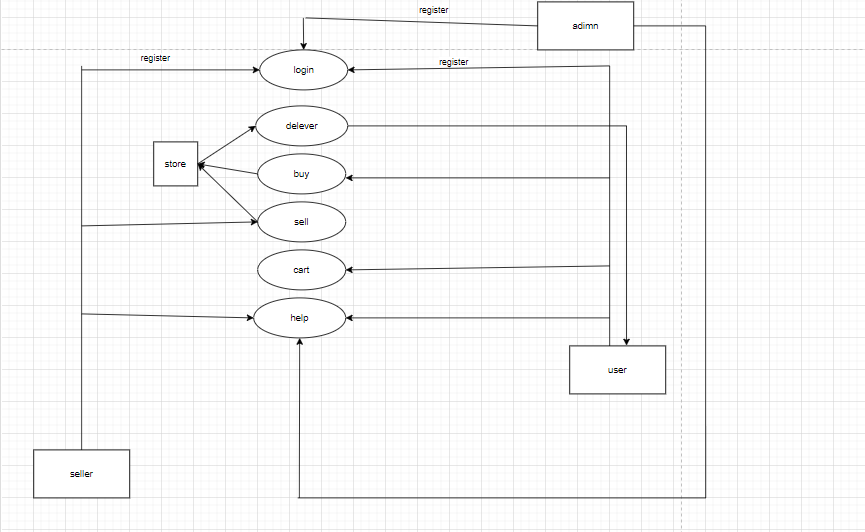 register
adimn
register
register
login
delever
store
buy
sell
cart
help
user
seller